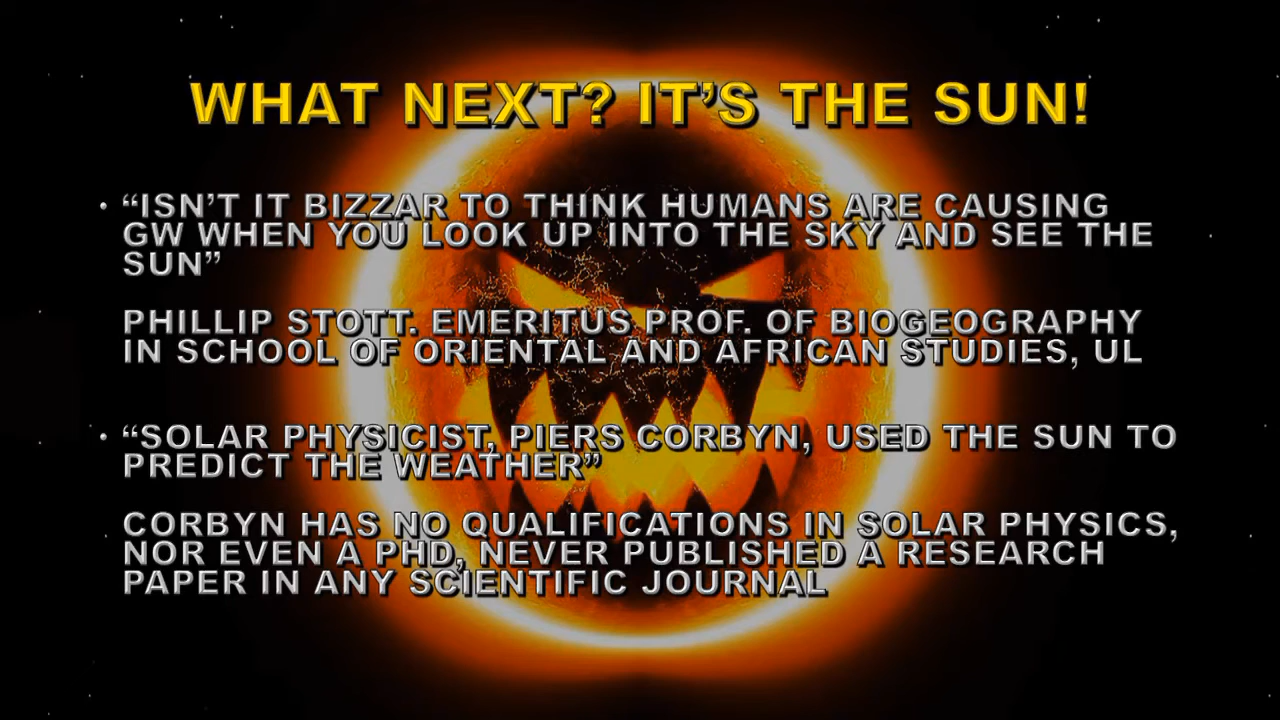 WHAT NEXT? IT’S THE SUN!
• “ISN’T IT BIZZAR TO THINK HUMANS ARE CAUSING
GW WHEN YOU LOOK UP INTO THE SKY AND SEE THE
SUN”
PHILLIP STOTT. EMERITUS PROF. OF BIOGEOGRAPHY
IN SCHOOL OF ORIENTAL AND AFRICAN STUDIES, UL
• “SOLAR PHYSICIST, PIERS CORBYN, USED THE SUN TO
PREDICT THE WEATHER”
CORBYN HAS NO QUALIFICATIONS IN SOLAR PHYSICS,
NOR EVEN A PHD, NEVER PUBLISHED A RESEARCH
PAPER IN ANY SCIENTIFIC JOURNAL